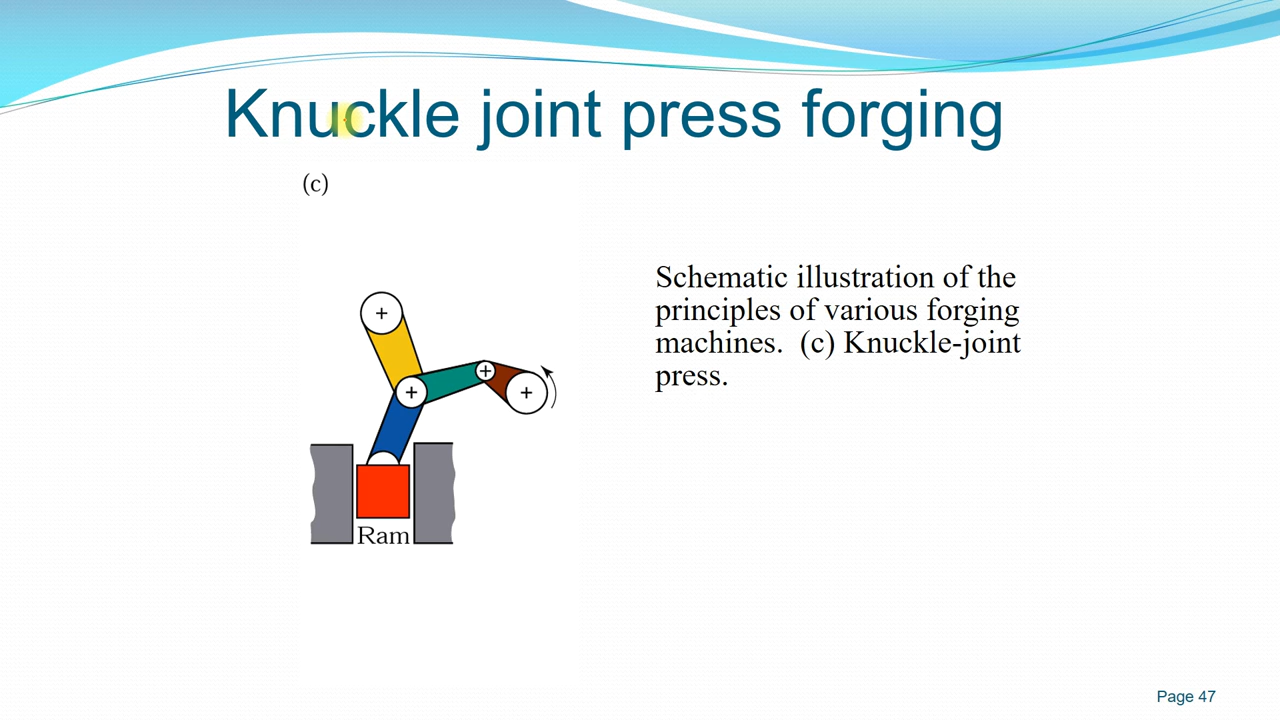 Knuckle joint press forging
(c)
Schematic illustration of the
principles of various forging
machines.  (c) Knuckle-joint
press.
Ram
Page 47